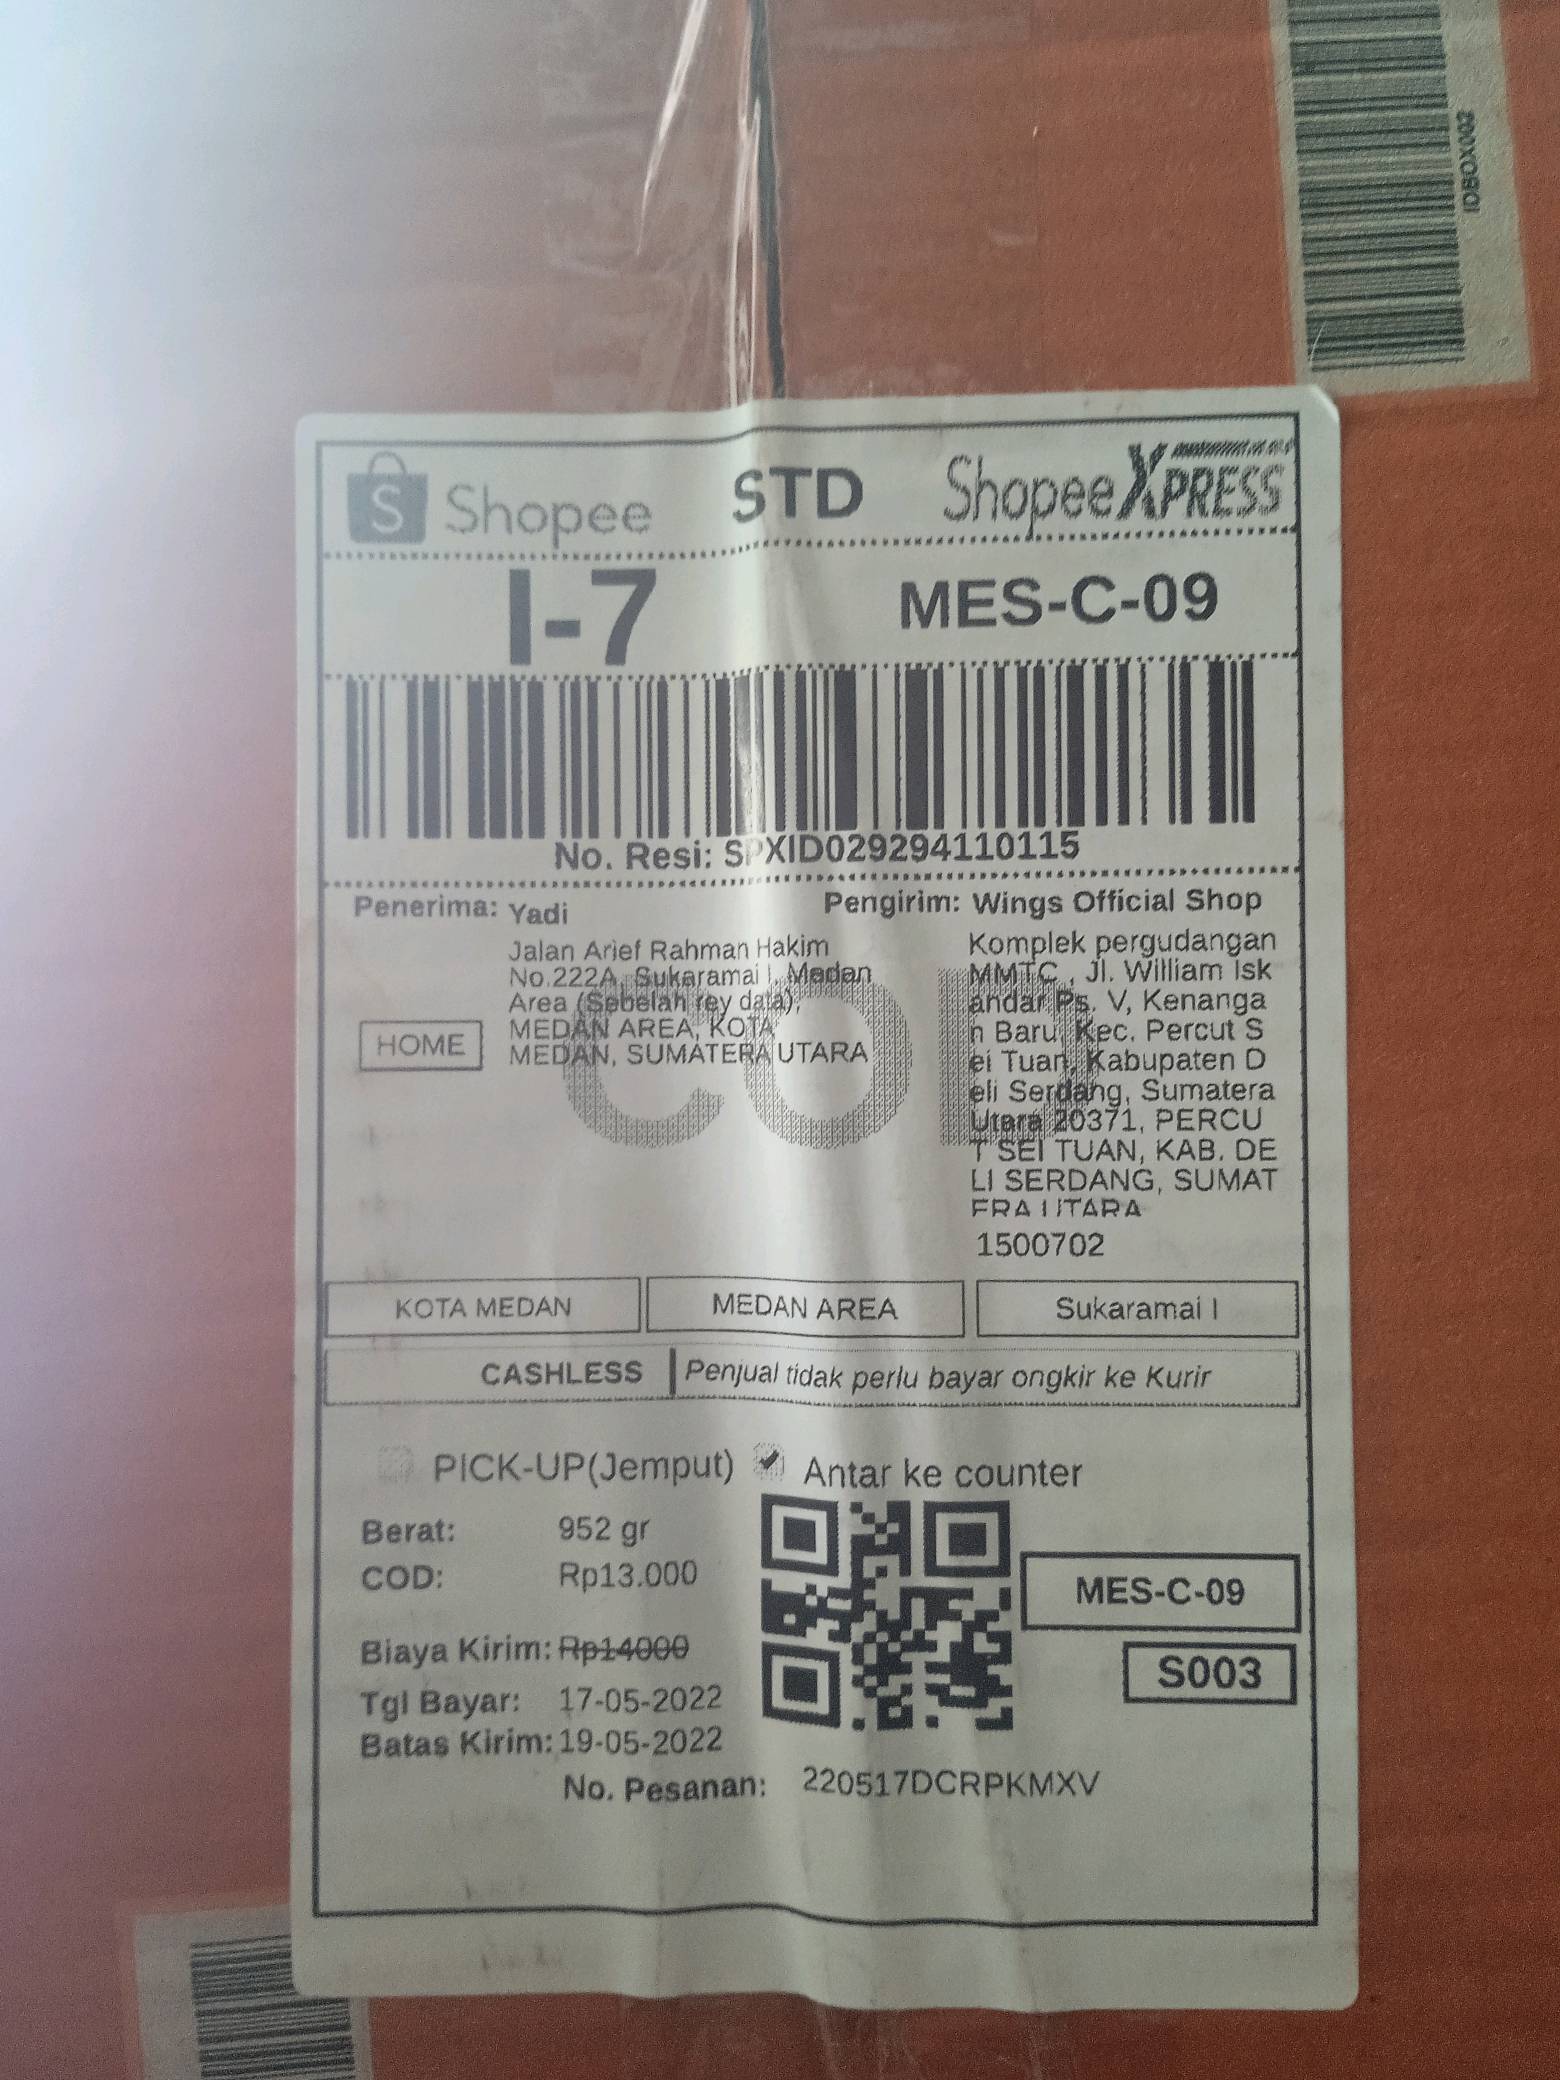 IDBOX002
S Shopee STD ShopeeXPRESS
I-7 MES-C-09
No. Resi: SPXID029294110115
Penerima: Yadi
Jalan Arief Rahman Hakim
No.222A, Sukaramai I, Medan
Area (Sebelah rey data),
MEDAN AREA, KOTA
MEDAN, SUMATERA UTARA
HOME
Pengirim: Wings Official Shop
Komplek pergudangan
MMTC , Jl. William Isk
andar Ps. V, Kenanga
n Baru, Kec. Percut S
ei Tuan, Kabupaten D
eli Serdang, Sumatera
Utara 20371, PERCU
T SEI TUAN, KAB. DE
LI SERDANG, SUMAT
ERA UTARA
1500702
COD
KOTA MEDAN MEDAN AREA Sukaramai I
CASHLESS Penjual tidak perlu bayar ongkir ke Kurir
PICK-UP(Jemput) Antar ke counter
Berat: 952 gr
COD: Rp13.000
Biaya Kirim: Rp14000
Tgl Bayar: 17-05-2022
Batas Kirim: 19-05-2022
MES-C-09
S003
No. Pesanan: 220517DCRPKMXV